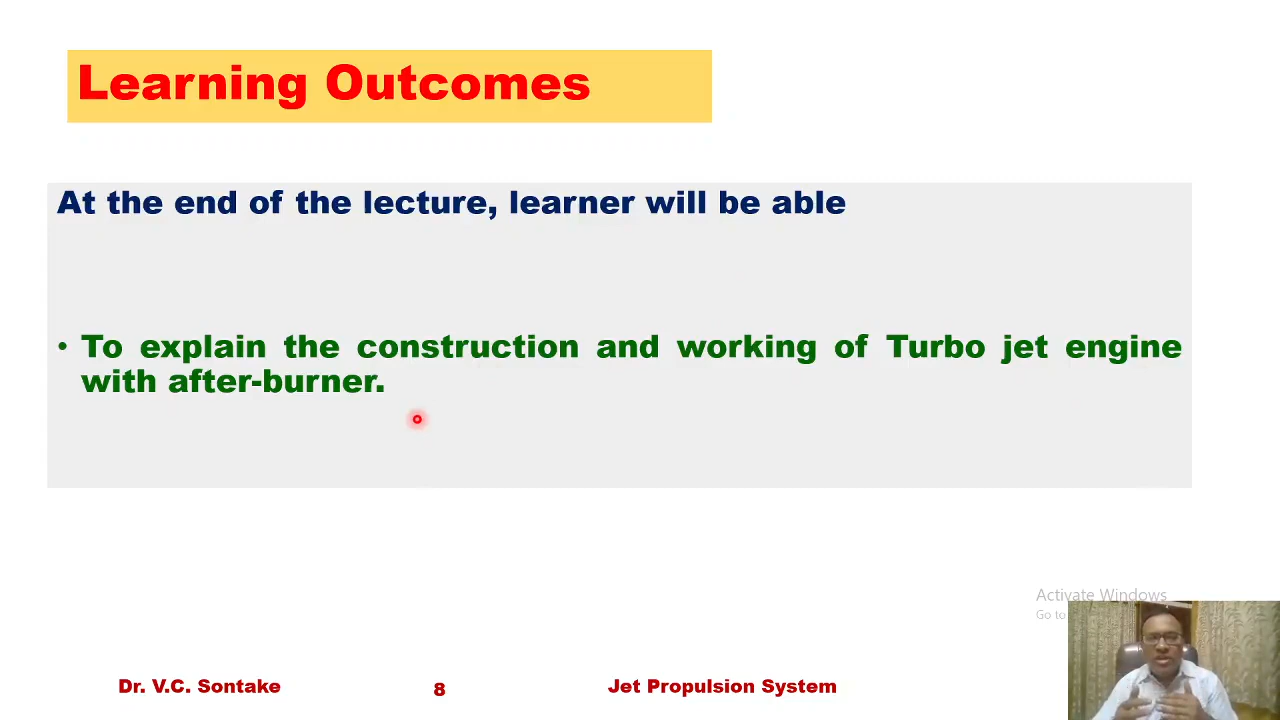 Learning Outcomes
At the end of the lecture, learner will be able
• To explain the construction and working of Turbo jet engine
with after-burner.
Activate Windows
Go to
Dr. V.C. Sontake
8
Jet Propulsion System